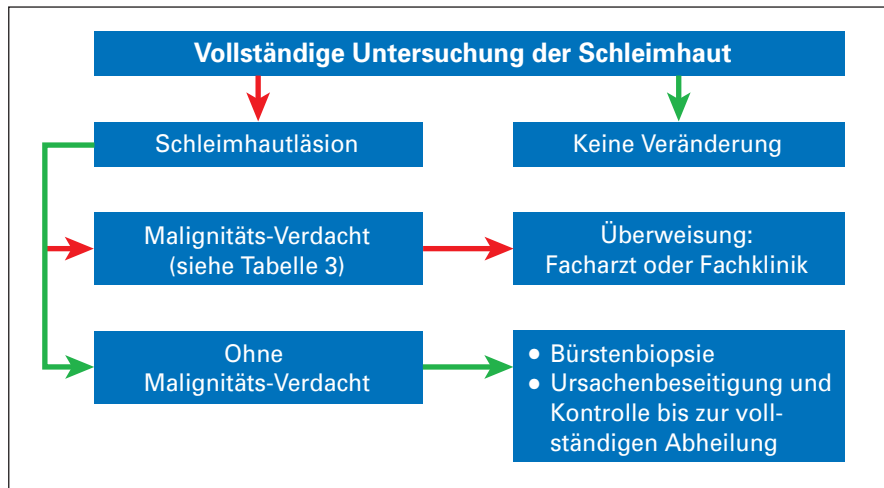 Vollständige Untersuchung der Schleimhaut
Schleimhautläsion
Keine Veränderung
Malignitäts-Verdacht
(siehe Tabelle 3)
Überweisung:
Facharzt oder Fachklinik
Ohne
Malignitäts-Verdacht
● Bürstenbiopsie
● Ursachenbeseitigung und
Kontrolle bis zur voll-
ständigen Abheilung